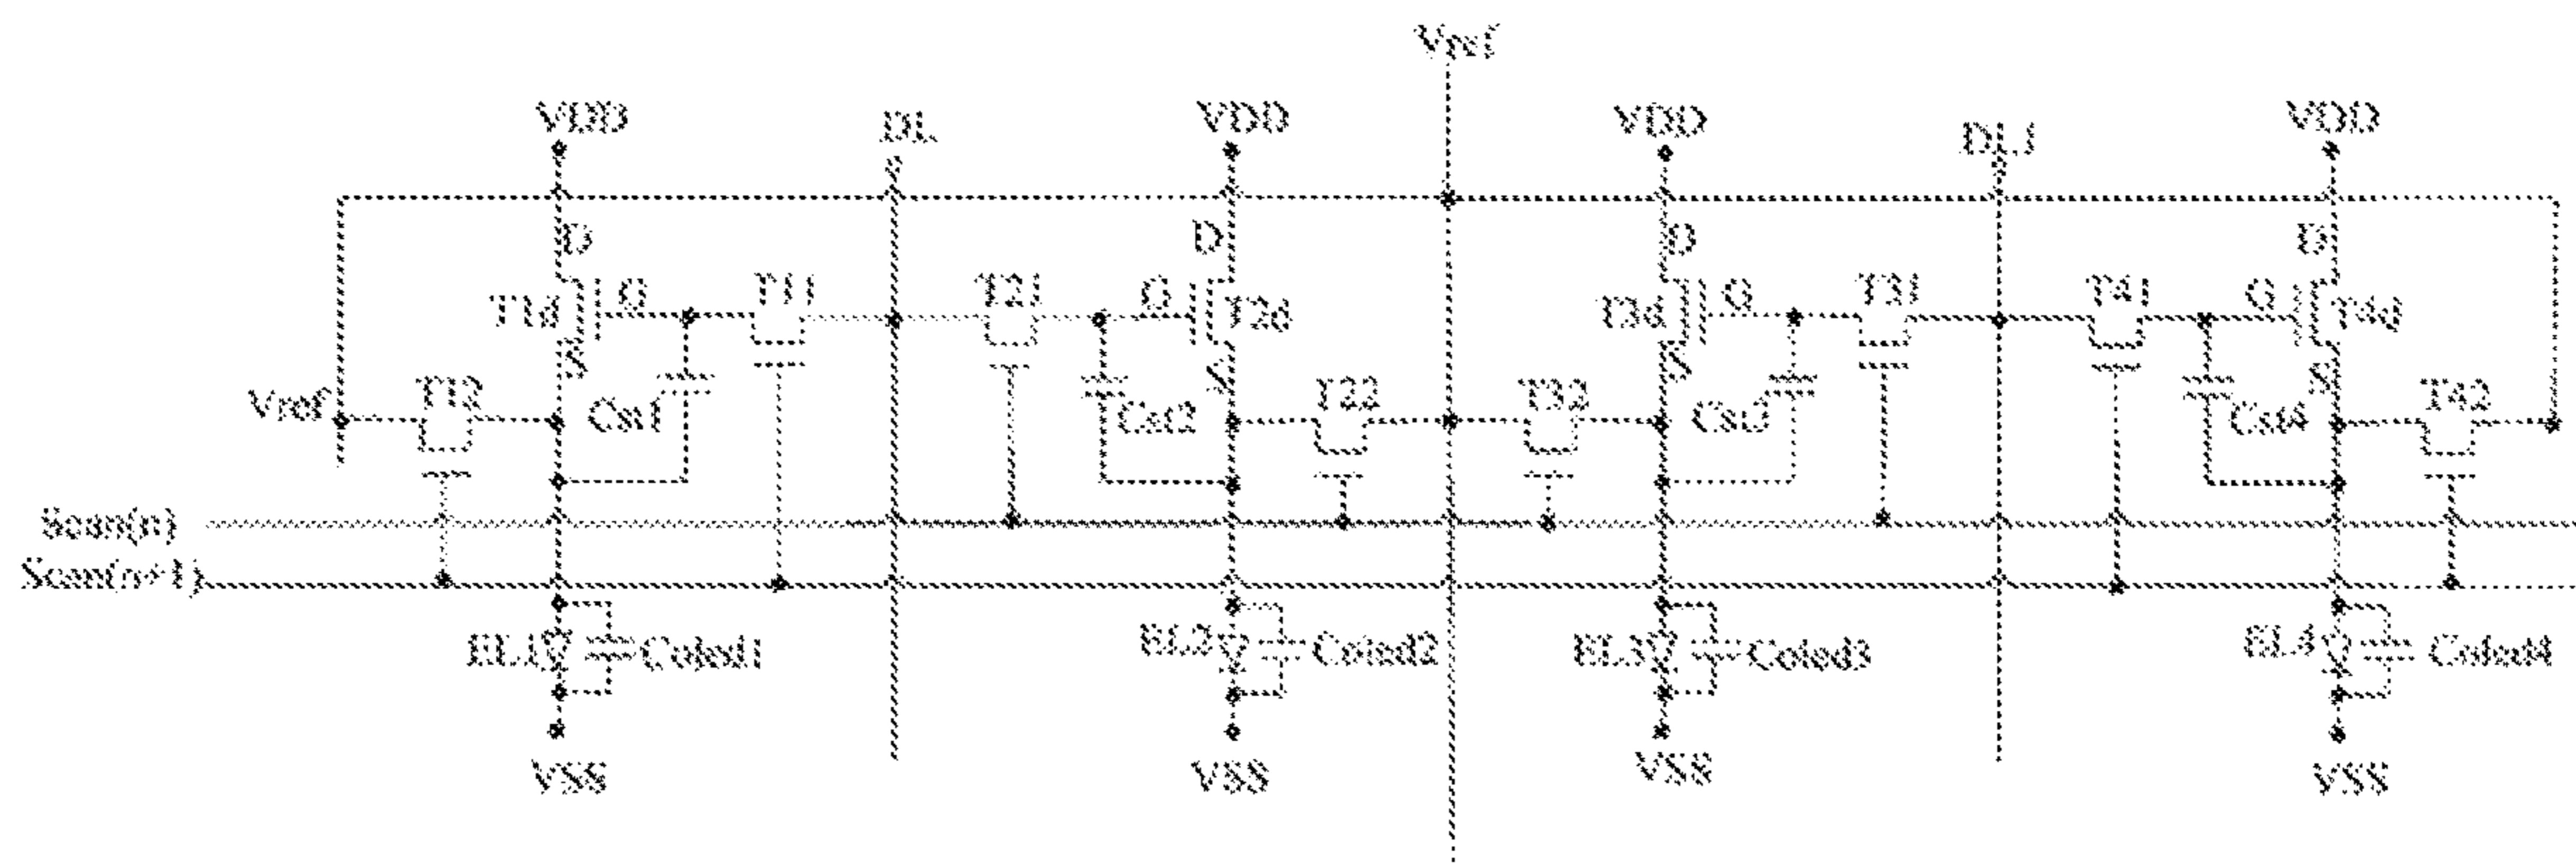 Vref
VDD
DL
VDD
VDD
DL1
VDD
D
D
D
D
T1d
G
T11
T21
G
T2d
T3d
G
T31
T41
G
T4d
S
S
S
S
Vref
T12
Cst1
Cst2
T22
T32
Cst3
Cst4
T42
Scan(n)
Scan(n+1)
EL1
Coled1
EL2
Coled2
EL3
Coled3
EL4
Coled4
VSS
VSS
VSS
VSS